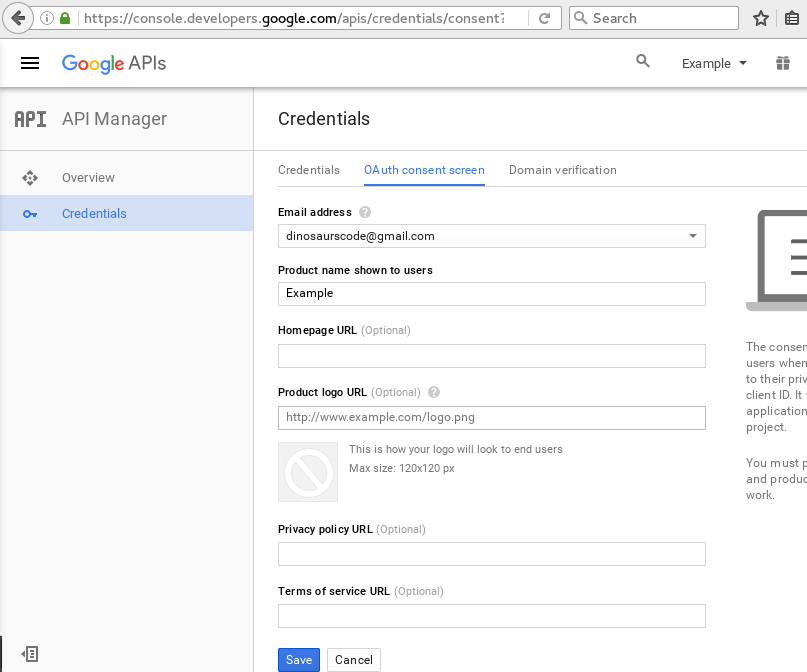 https://console.developers.google.com/apis/credentials/consent?
Search
Google APIs
Example
API
API Manager
Credentials
Overview
Credentials
Credentials
OAuth consent screen
Domain verification
Email address
dinosaurscode@gmail.com
Product name shown to users
Example
Homepage URL (Optional)
Product logo URL (Optional)
http://www.example.com/logo.png
This is how your logo will look to end users
Max size: 120x120 px
Privacy policy URL (Optional)
Terms of service URL (Optional)
Save
Cancel
The
users when
to their
client ID. It
application
project.
You must
and
work.